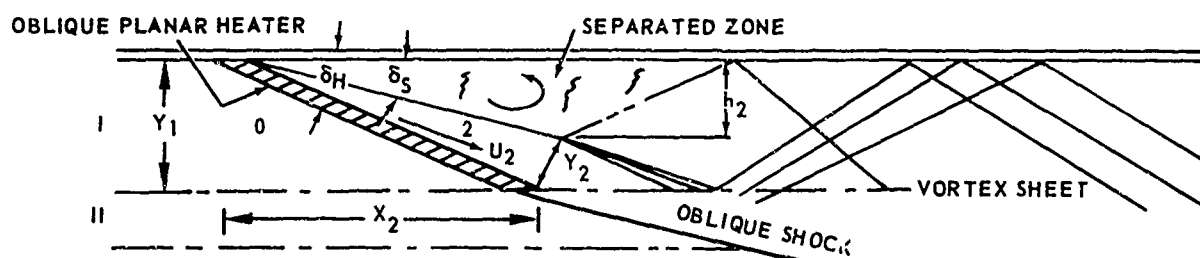 OBLIQUE PLANAR HEATER
SEPARATED ZONE
δH
δS
h2
I
Y1
0
2
U2
Y2
VORTEX SHEET
II
X2
OBLIQUE SHOCK